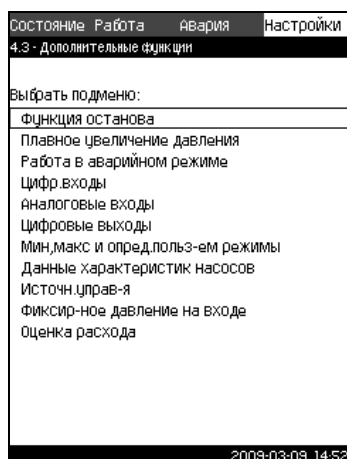 Состояние Работа Авария Настройки
4.3 - Дополнительные функции
Выбрать подменю:
Функция останова
Плавное увеличение давления
Работа в аварийном режиме
Цифр.входы
Аналоговые входы
Цифровые выходы
Мин,макс и опред.польз-ем режимы
Данные характеристик насосов
Источн.управ-я
Фиксир-ное давление на входе
Оценка расхода
2009-03-09 14:52